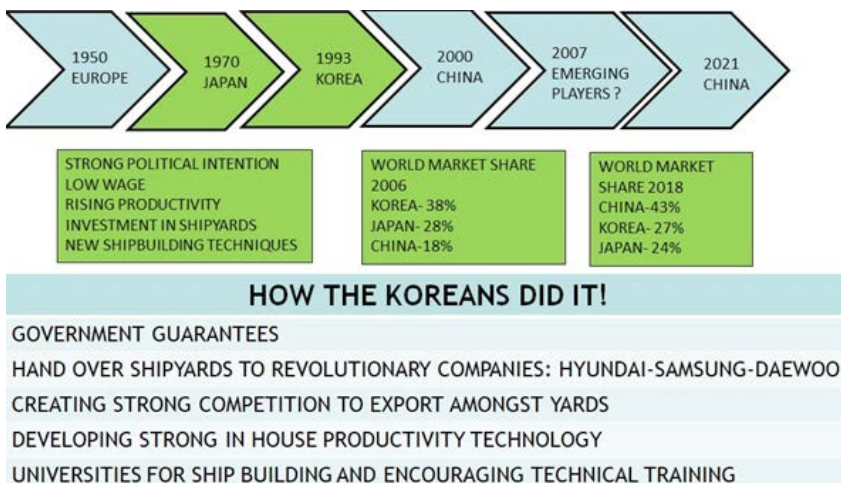 1950
EUROPE
1970
JAPAN
1993
KOREA
2000
CHINA
2007
EMERGING
PLAYERS ?
2021
CHINA
STRONG POLITICAL INTENTION
LOW WAGE
RISING PRODUCTIVITY
INVESTMENT IN SHIPYARDS
NEW SHIPBUILDING TECHNIQUES
WORLD MARKET SHARE
2006
KOREA- 38%
JAPAN- 28%
CHINA-18%
WORLD MARKET
SHARE 2018
CHINA-43%
KOREA- 27%
JAPAN- 24%
HOW THE KOREANS DID IT!
GOVERNMENT GUARANTEES
HAND OVER SHIPYARDS TO REVOLUTIONARY COMPANIES: HYUNDAI-SAMSUNG-DAEWOO
CREATING STRONG COMPETITION TO EXPORT AMONGST YARDS
DEVELOPING STRONG IN HOUSE PRODUCTIVITY TECHNOLOGY
UNIVERSITIES FOR SHIP BUILDING AND ENCOURAGING TECHNICAL TRAINING